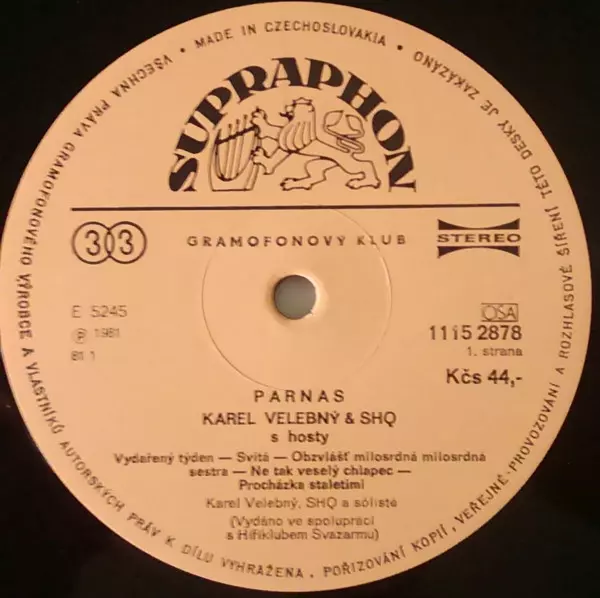 VŠECHNA PRÁVA GRAMOFONOVÉHO VÝROBCE A VLASTNÍKŮ AUTORSKÝCH PRÁV K DÍLU VYHRAŽENA. POŘIZOVÁNÍ KOPIÍ, VEŘEJNÉ PROVOZOVÁNÍ A ROZHLASOVÉ ŠÍŘENÍ TÉTO DESKY JE ZAKÁZÁNO
MADE IN CZECHOSLOVAKIA
SUPRAPHON
33
GRAMOFONOVÝ KLUB
STEREO
E 5245
℗ 1981
81 1
OSA
1115 2878
1. strana
Kčs 44,-
PARNAS
KAREL VELEBNÝ & SHQ
s hosty
Vydařený týden — Svítá — Obzvlášť milosrdná milosrdná
sestra — Ne tak veselý chlapec —
Procházka staletími
Karel Velebný, SHQ a sólisté
(Vydáno ve spolupráci
s Hifiklubem Svazarmu)